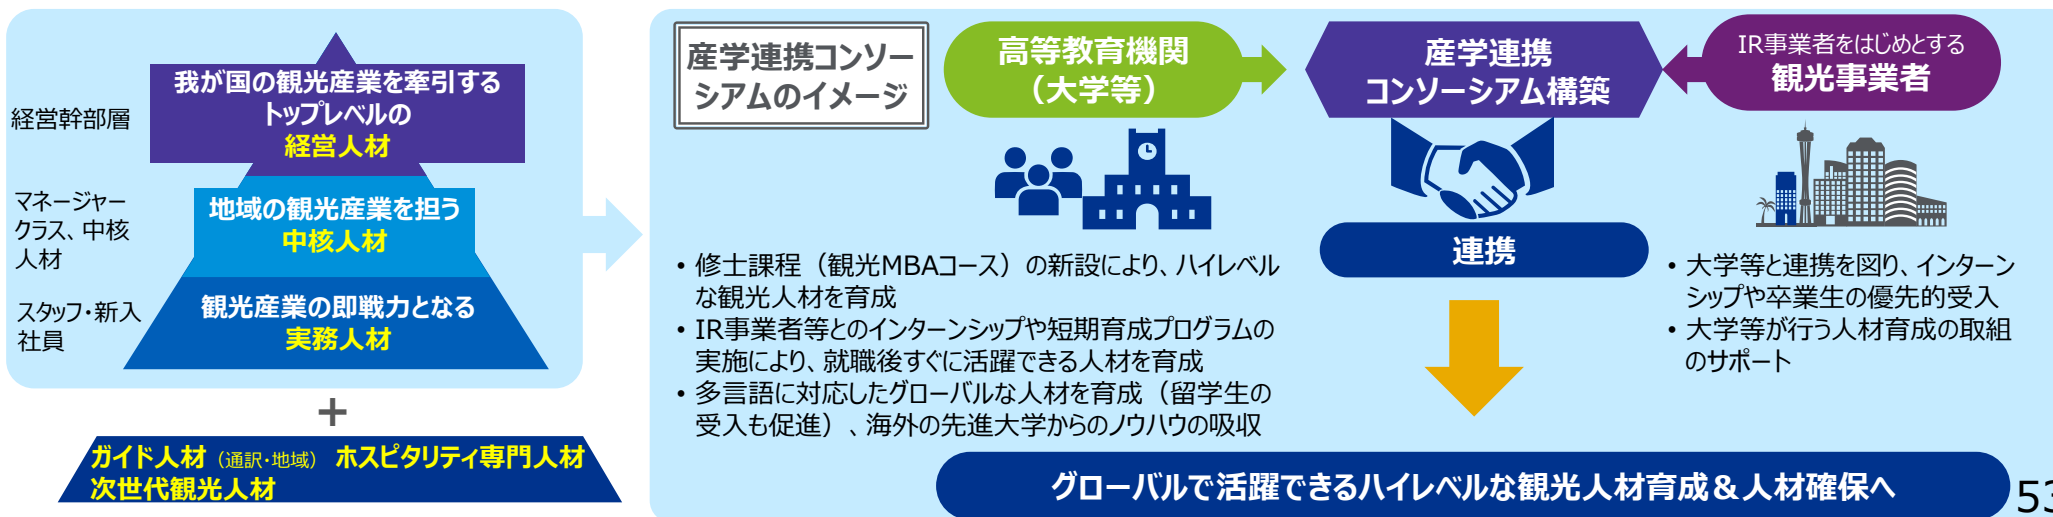 経営幹部層
我が国の観光産業を牽引する
トップレベルの
経営人材
マネージャー
クラス、中核
人材
地域の観光産業を担う
中核人材
スタッフ・新入
社員
観光産業の即戦力となる
実務人材
+
ガイド人材（通訳・地域） ホスピタリティ専門人材
次世代観光人材
産学連携コンソー
シアムのイメージ
高等教育機関
（大学等）
産学連携
コンソーシアム構築
IR事業者をはじめとする
観光事業者
連携
• 修士課程（観光MBAコース）の新設により、ハイレベル
な観光人材を育成
• IR事業者等とのインターンシップや短期育成プログラムの
実施により、就職後すぐに活躍できる人材を育成
• 多言語に対応したグローバルな人材を育成（留学生の
受入も促進）、海外の先進大学からのノウハウの吸収
• 大学等と連携を図り、インターン
シップや卒業生の優先的受入
• 大学等が行う人材育成の取組
のサポート
グローバルで活躍できるハイレベルな観光人材育成＆人材確保へ
53